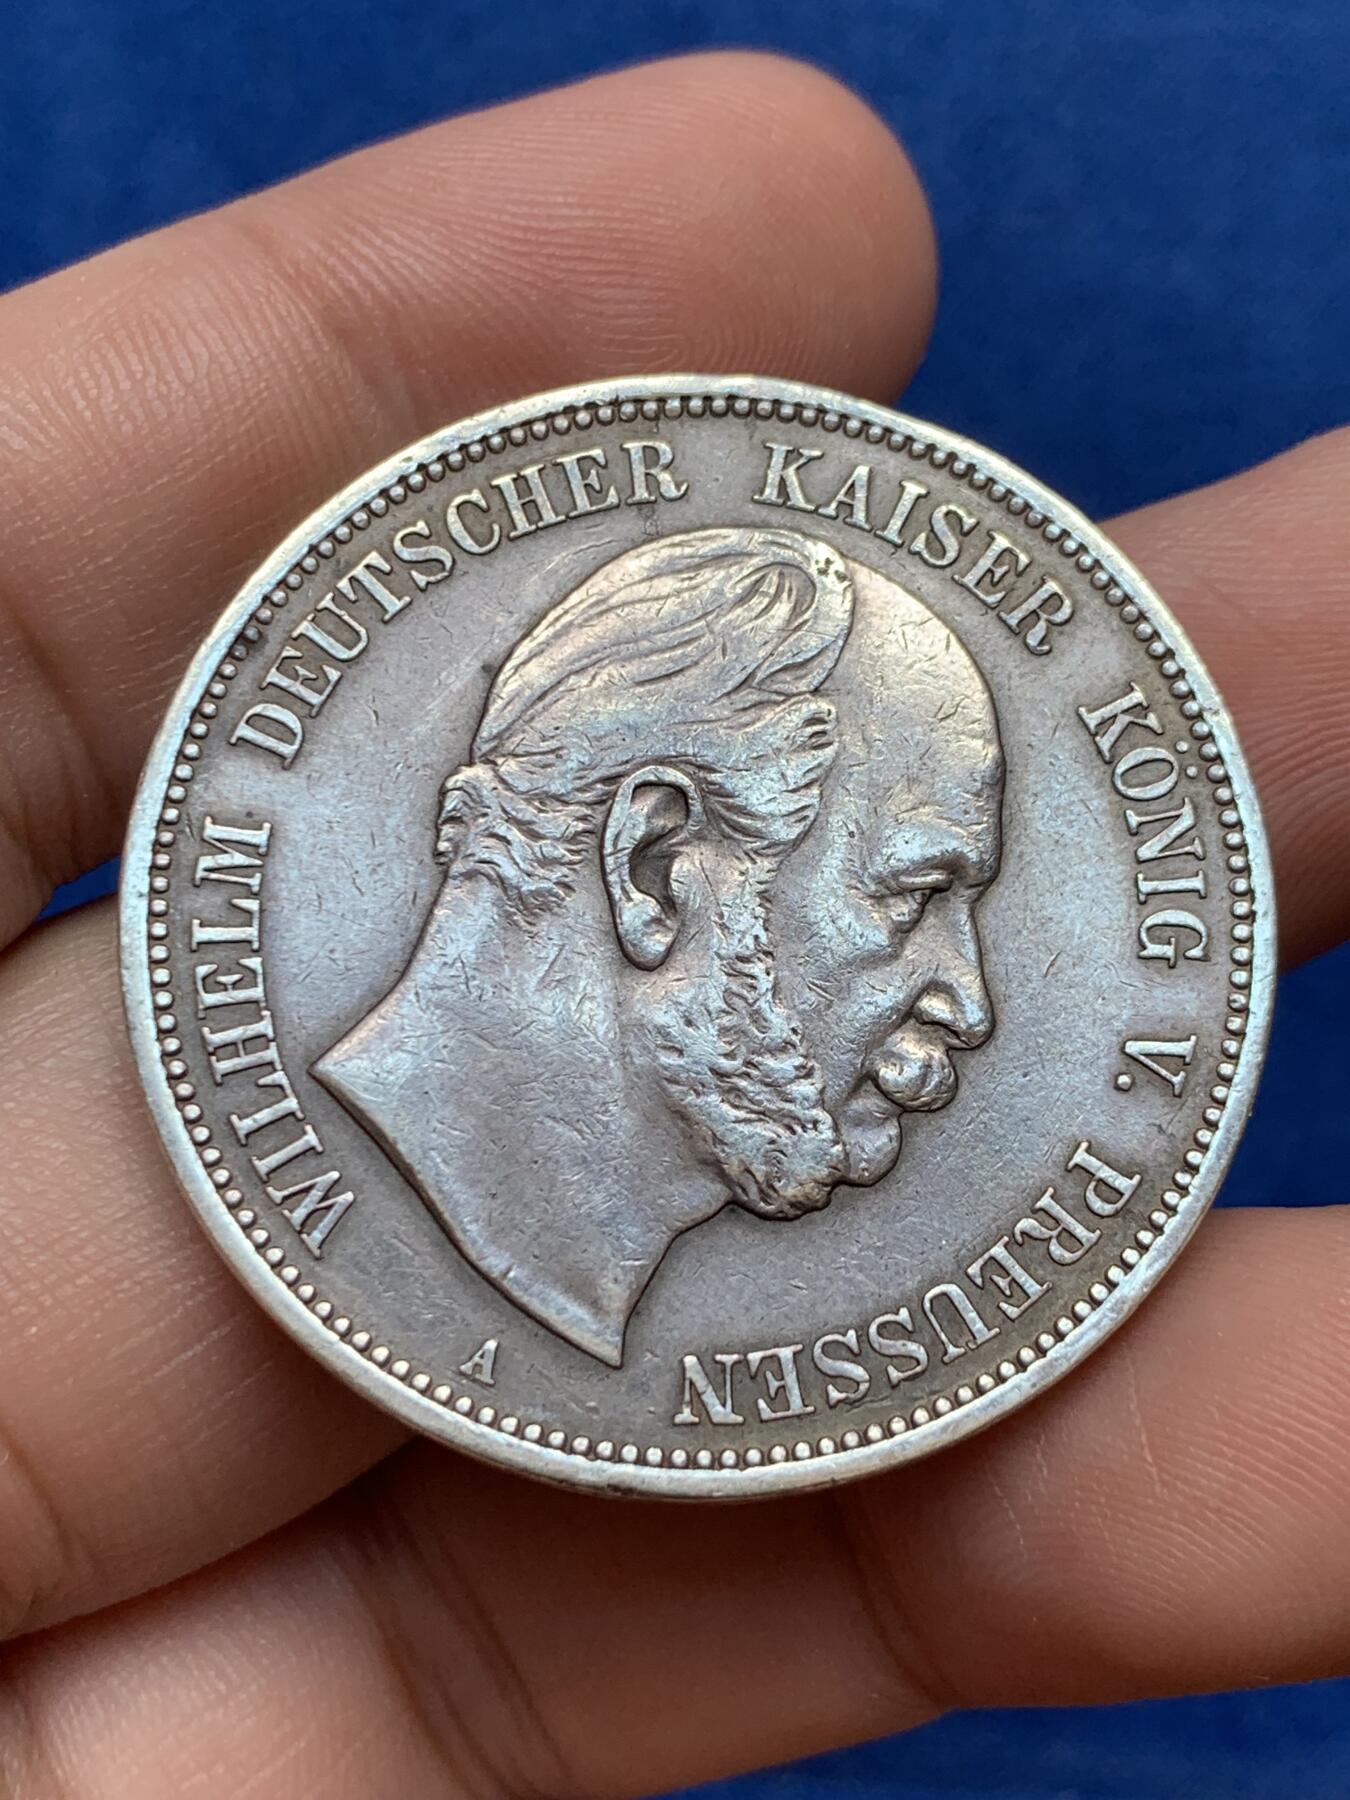 WILHELM DEUTSCHER KAISER KÖNIG V. PREUSSEN
A